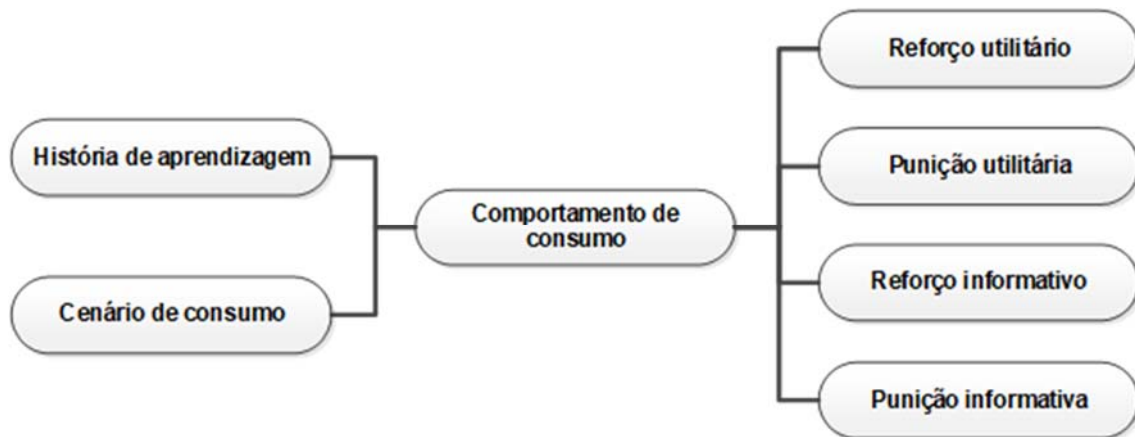 História de aprendizagem
Cenário de consumo
Comportamento de
consumo
Reforço utilitário
Punição utilitária
Reforço informativo
Punição informativa